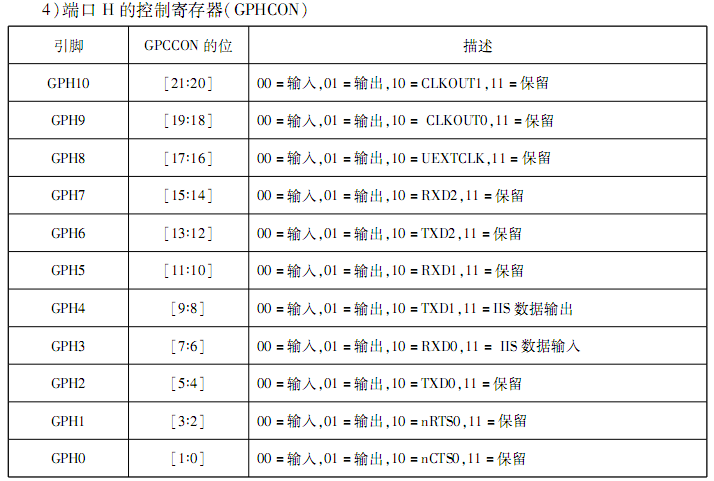 4)端口 H 的控制寄存器(GPHCON)
引脚 GPCCON 的位 描述
GPH10 [21:20] 00=输入,01=输出,10=CLKOUT1,11=保留
GPH9 [19:18] 00=输入,01=输出,10= CLKOUT0,11=保留
GPH8 [17:16] 00=输入,01=输出,10=UEXTCLK,11=保留
GPH7 [15:14] 00=输入,01=输出,10=RXD2,11=保留
GPH6 [13:12] 00=输入,01=输出,10=TXD2,11=保留
GPH5 [11:10] 00=输入,01=输出,10=RXD1,11=保留
GPH4 [9:8] 00=输入,01=输出,10=TXD1,11=IIS 数据输出
GPH3 [7:6] 00=输入,01=输出,10=RXD0,11= IIS 数据输入
GPH2 [5:4] 00=输入,01=输出,10=TXD0,11=保留
GPH1 [3:2] 00=输入,01=输出,10=nRTS0,11=保留
GPH0 [1:0] 00=输入,01=输出,10=nCTS0,11=保留